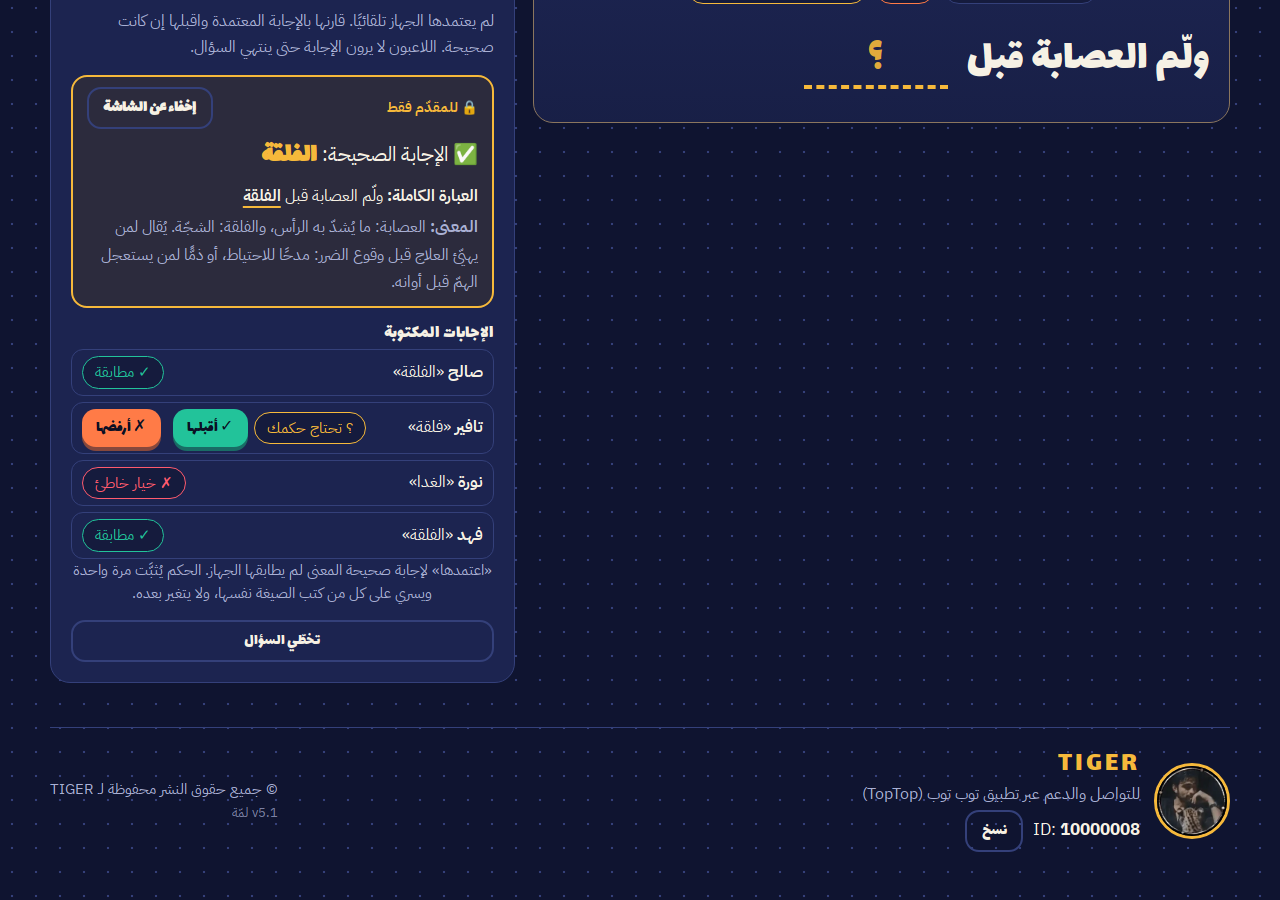 ولّم العصابة قبل ؟
لم يعتمدها الجهاز تلقائيًا. قارنها بالإجابة المعتمدة واقبلها إن كانت
صحيحة. اللاعبون لا يرون الإجابة حتى ينتهي السؤال.
🔒 للمقدّم فقط
إخفاء عن الشاشة
✅ الإجابة الصحيحة: الفلقة
العبارة الكاملة: ولّم العصابة قبل الفلقة
المعنى: العصابة: ما يُشدّ به الرأس، والفلقة: الشجّة. يُقال لمن
يهيّئ العلاج قبل وقوع الضرر: مدحًا للاحتياط، أو ذمًّا لمن يستعجل
الهمّ قبل أوانه.
الإجابات المكتوبة
صالح «الفلقة» ✓ مطابقة
تافير «فلقة» ؟ تحتاج حكمك ✓ أقبلها ✗ أرفضها
نورة «الغدا» ✗ خيار خاطئ
فهد «الفلقة» ✓ مطابقة
«اعتمدها» لإجابة صحيحة المعنى لم يطابقها الجهاز. الحكم يُثبَّت مرة واحدة
ويسري على كل من كتب الصيغة نفسها، ولا يتغير بعده.
تخطّي السؤال
TIGER
للتواصل والدعم عبر تطبيق توب توب (TopTop)
ID: 10000008 نسخ
© جميع حقوق النشر محفوظة لـ TIGER
لمّة v5.1